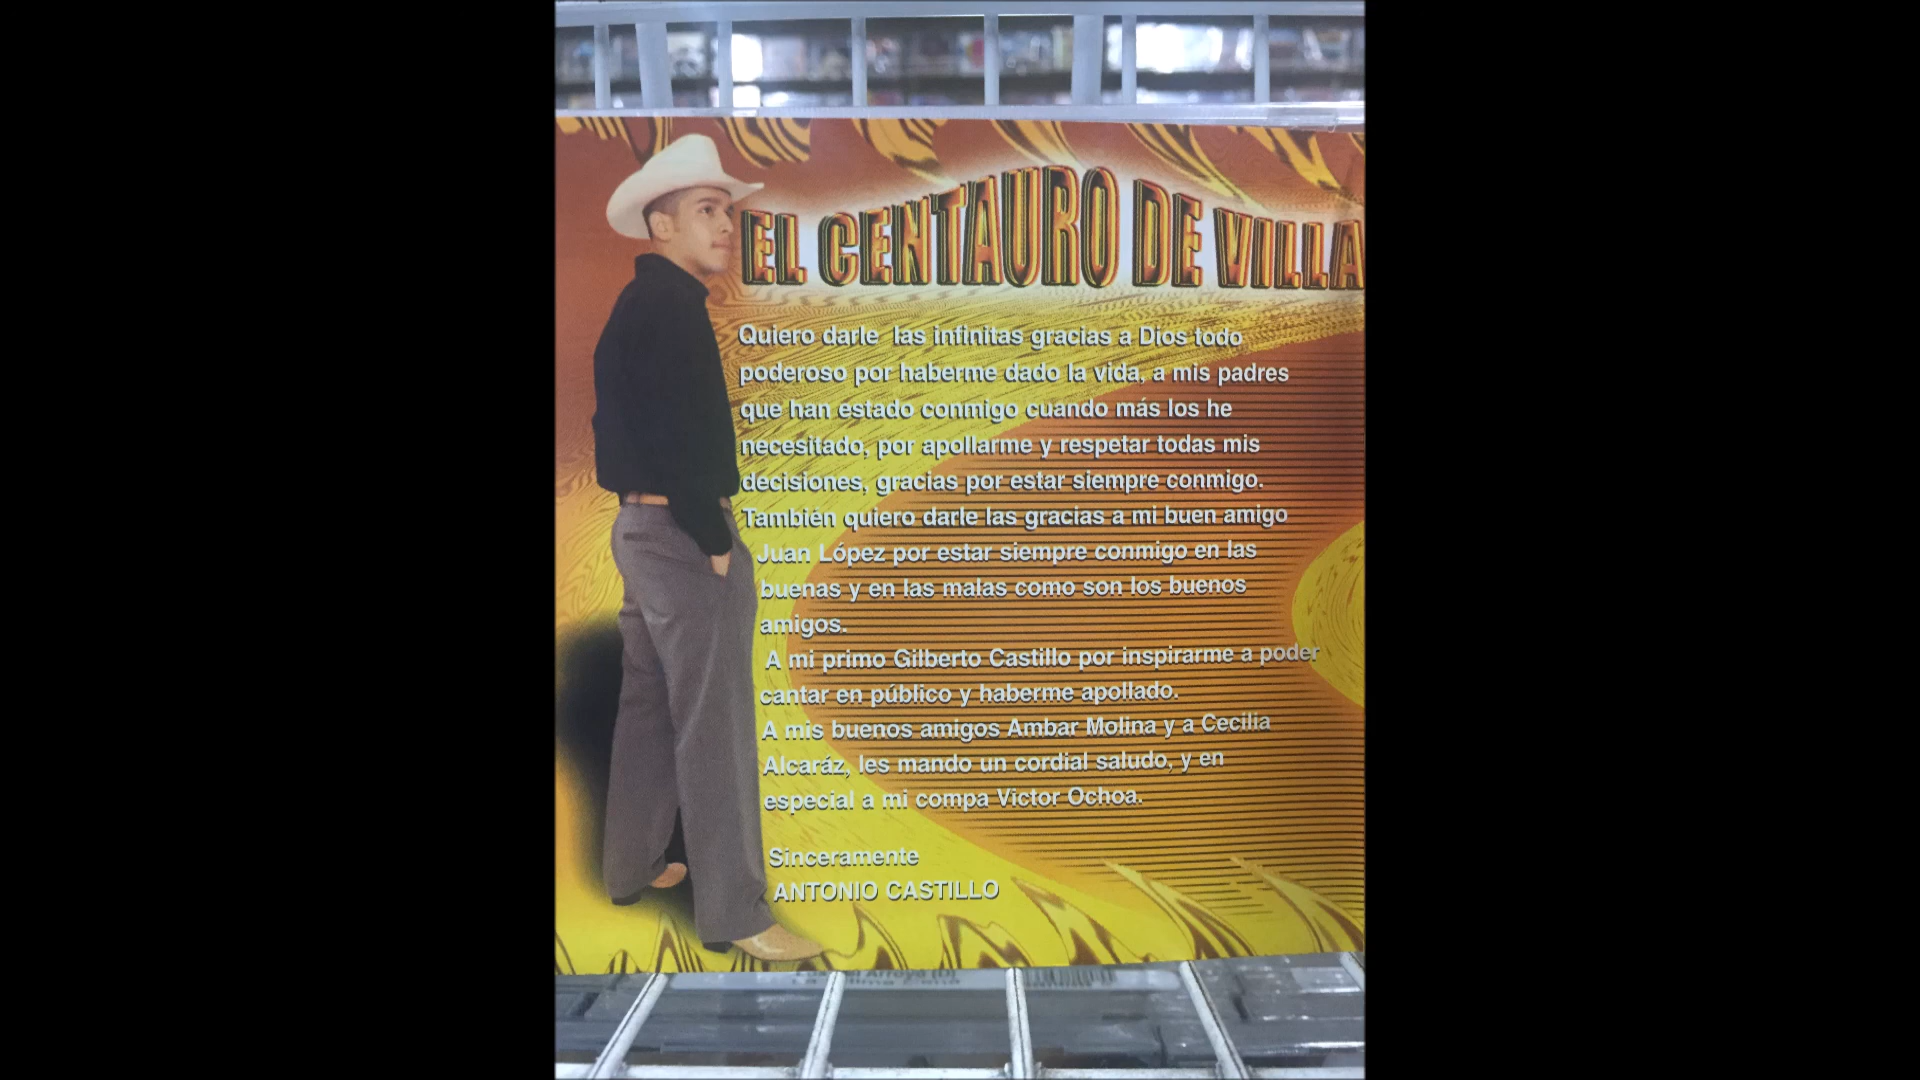 EL CENTAURO DE VILLA
Quiero darle las infinitas gracias a Dios todo
poderoso por haberme dado la vida, a mis padres
que han estado conmigo cuando más los he
necesitado, por apollarme y respetar todas mis
decisiones, gracias por estar siempre conmigo.
También quiero darle las gracias a mi buen amigo
Juan López por estar siempre conmigo en las
buenas y en las malas como son los buenos
amigos.
A mi primo Gilberto Castillo por inspirarme a poder
cantar en público y haberme apollado.
A mis buenos amigos Ambar Molina y a Cecilia
Alcaráz, les mando un cordial saludo, y en
especial a mi compa Victor Ochoa.
Sinceramente
ANTONIO CASTILLO